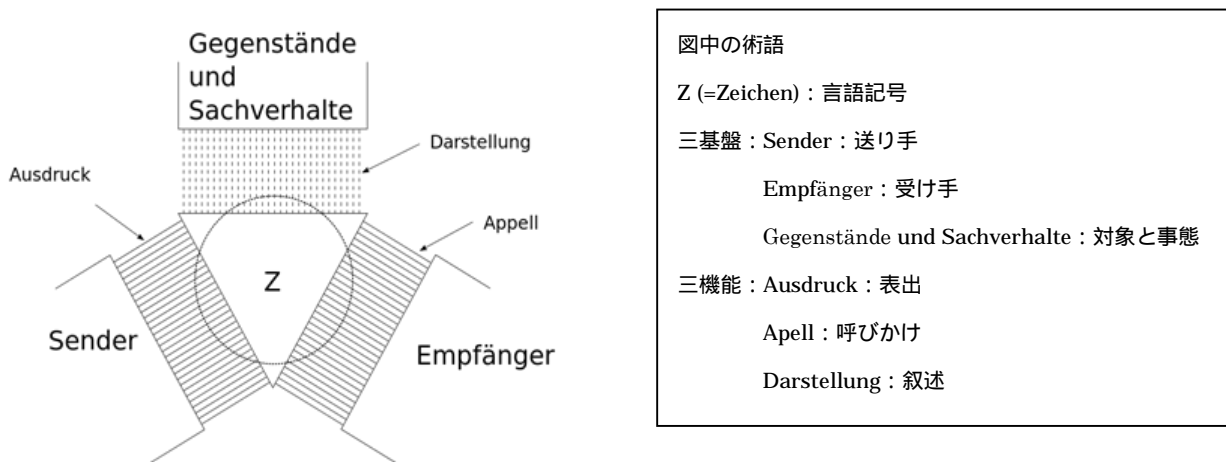 Gegenstände
und
Sachverhalte
Darstellung
Ausdruck
Appell
Z
Sender
Empfänger
図中の術語
Z (=Zeichen)：言語記号
三基盤：Sender：送り手
Empfänger：受け手
Gegenstände und Sachverhalte：対象と事態
三機能：Ausdruck：表出
Apell：呼びかけ
Darstellung：叙述